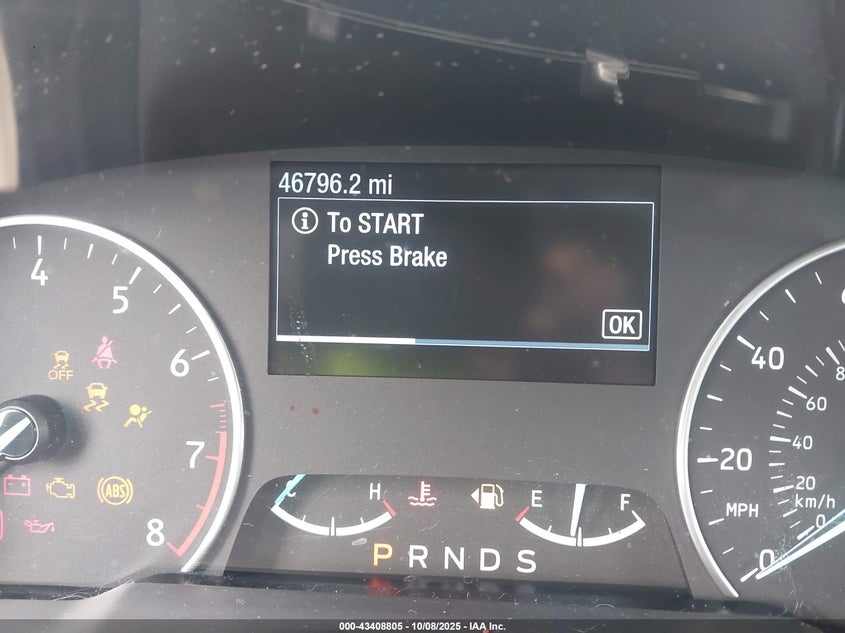 46796.2 mi
i To START
Press Brake
OK
4
5
6
7
8
OFF
ABS
C H
E F
P R N D S
40
20
MPH
0
80
60
40
20
km/h
0
000-43408805 - 10/08/2025 - IAA Inc.